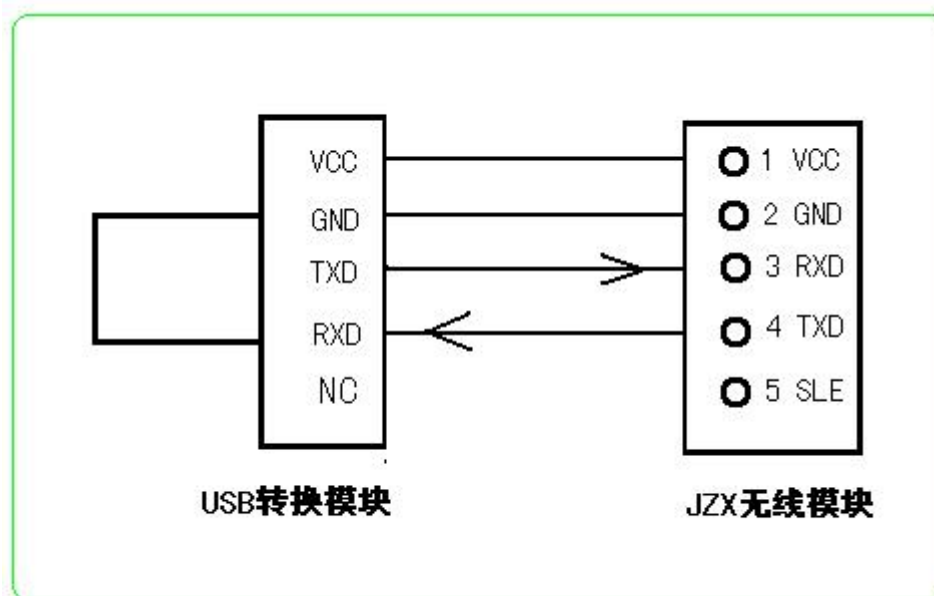 VCC
GND
TXD
RXD
NC
1 VCC
2 GND
3 RXD
4 TXD
5 SLE
USB转换模块
JZX无线模块